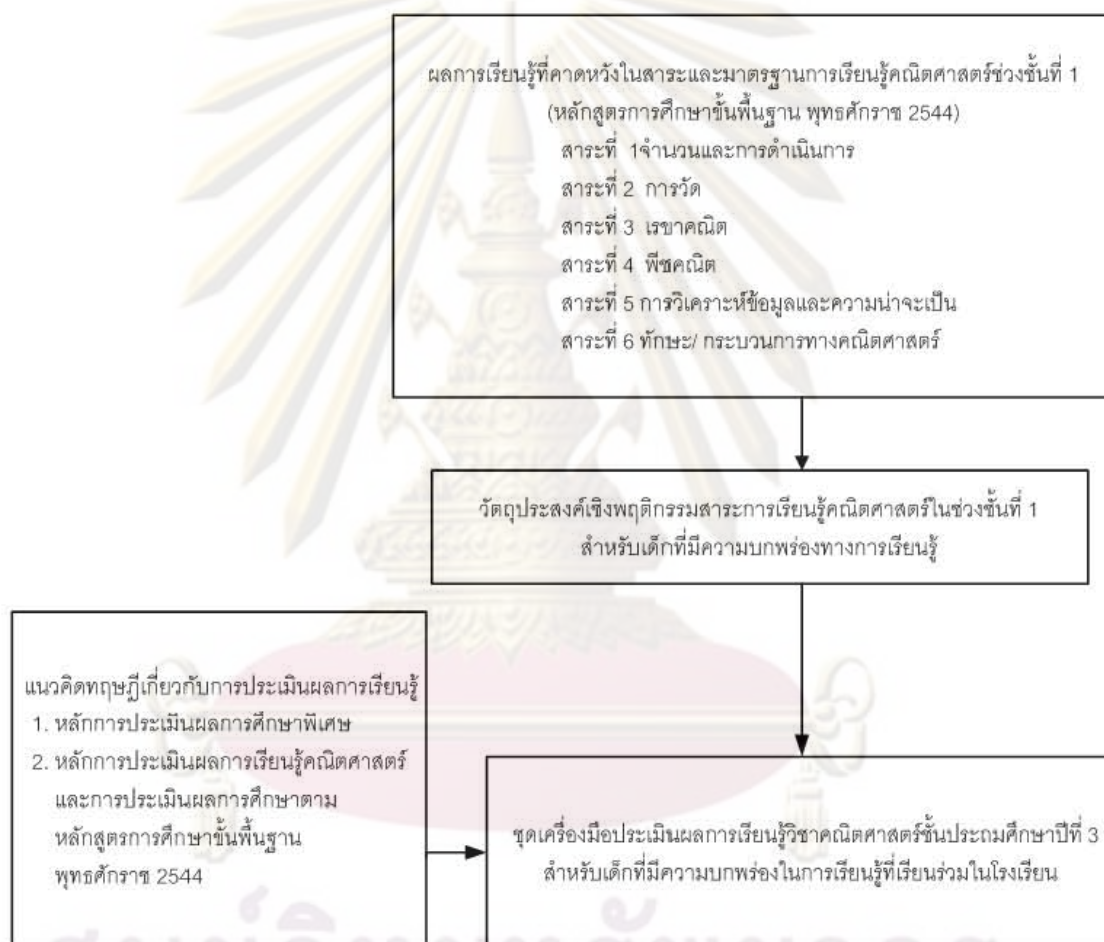 ผลการเรียนรู้ที่คาดหวังในสาระและมาตรฐานการเรียนรู้คณิตศาสตร์ช่วงชั้นที่ 1
(หลักสูตรการศึกษาขั้นพื้นฐาน พุทธศักราช 2544)
สาระที่ 1จำนวนและการดำเนินการ
สาระที่ 2 การวัด
สาระที่ 3 เรขาคณิต
สาระที่ 4 พีชคณิต
สาระที่ 5 การวิเคราะห์ข้อมูลและความน่าจะเป็น
สาระที่ 6 ทักษะ/ กระบวนการทางคณิตศาสตร์
วัตถุประสงค์เชิงพฤติกรรมสาระการเรียนรู้คณิตศาสตร์ในช่วงชั้นที่ 1
สำหรับเด็กที่มีความบกพร่องทางการเรียนรู้
แนวคิดทฤษฎีเกี่ยวกับการประเมินผลการเรียนรู้
1. หลักการประเมินผลการศึกษาพิเศษ
2. หลักการประเมินผลการเรียนรู้คณิตศาสตร์
และการประเมินผลการศึกษาตาม
หลักสูตรการศึกษาขั้นพื้นฐาน
พุทธศักราช 2544
ชุดเครื่องมือประเมินผลการเรียนรู้วิชาคณิตศาสตร์ชั้นประถมศึกษาปีที่ 3
สำหรับเด็กที่มีความบกพร่องในการเรียนรู้ที่เรียนร่วมในโรงเรียน